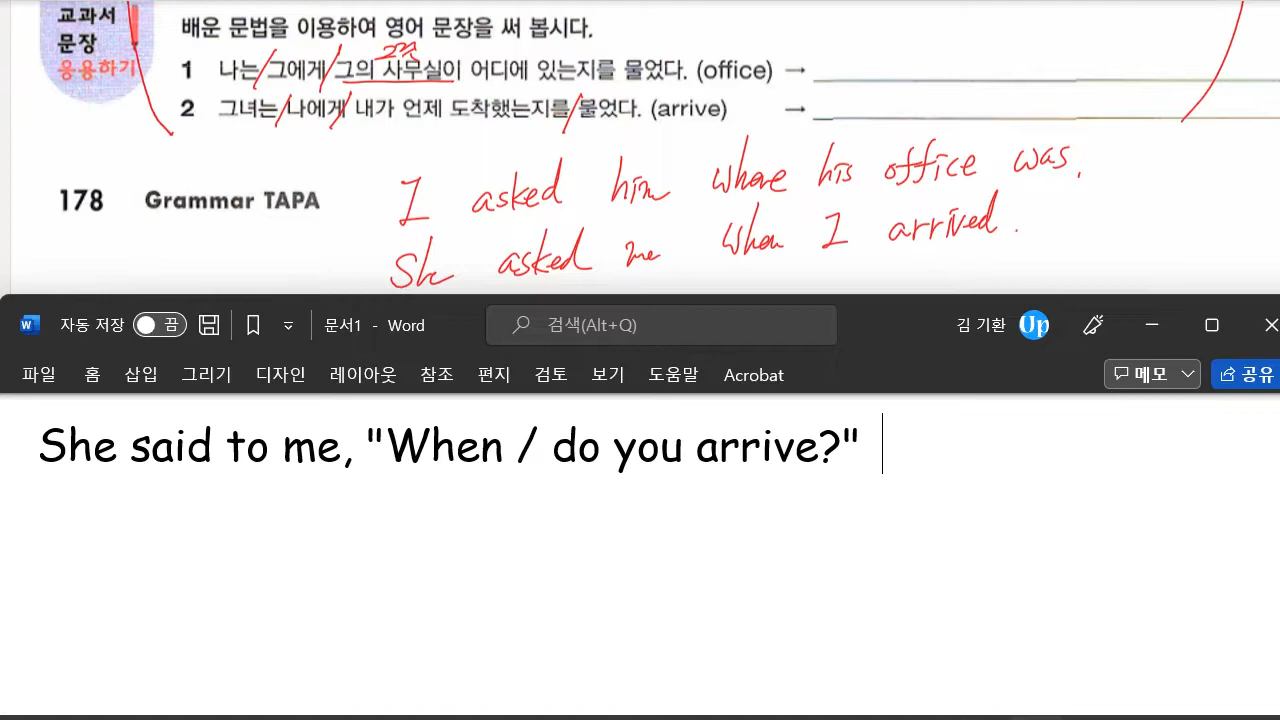 교과서
문장
응용하기
배운 문법을 이용하여 영어 문장을 써 봅시다.
1 나는 / 그에게 / 그의 사무실이 어디에 있는지를 물었다. (office) →
2 그녀는 / 나에게 / 내가 언제 도착했는지를 / 물었다. (arrive) →
I asked him where his office was.
She asked me when I arrived.
178 Grammar TAPA
자동 저장 끔 문서1 - Word 검색(Alt+Q) 김 기환 Up
파일 홈 삽입 그리기 디자인 레이아웃 참조 편지 검토 보기 도움말 Acrobat 메모 공유
She said to me, "When / do you arrive?"